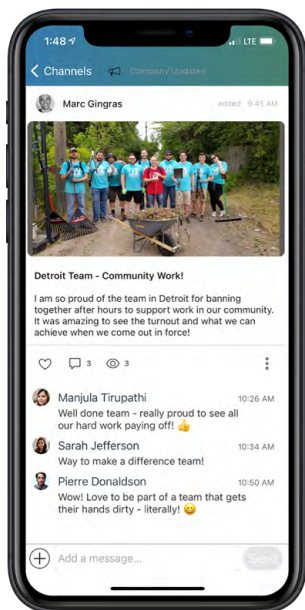 1:48 LTE
Channels Company Updates
Marc Gingras edited 9:45 AM
Detroit Team - Community Work!
I am so proud of the team in Detroit for banning
together after hours to support work in our community.
It was amazing to see the turnout and what we can
achieve when we come out in force!
3 3
Manjula Tirupathi 10:26 AM
Well done team - really proud to see all
our hard work paying off! 👍
Sarah Jefferson 10:34 AM
Way to make a difference team!
Pierre Donaldson 10:50 AM
Wow! Love to be part of a team that gets
their hands dirty - literally! 😄
Add a message... Send